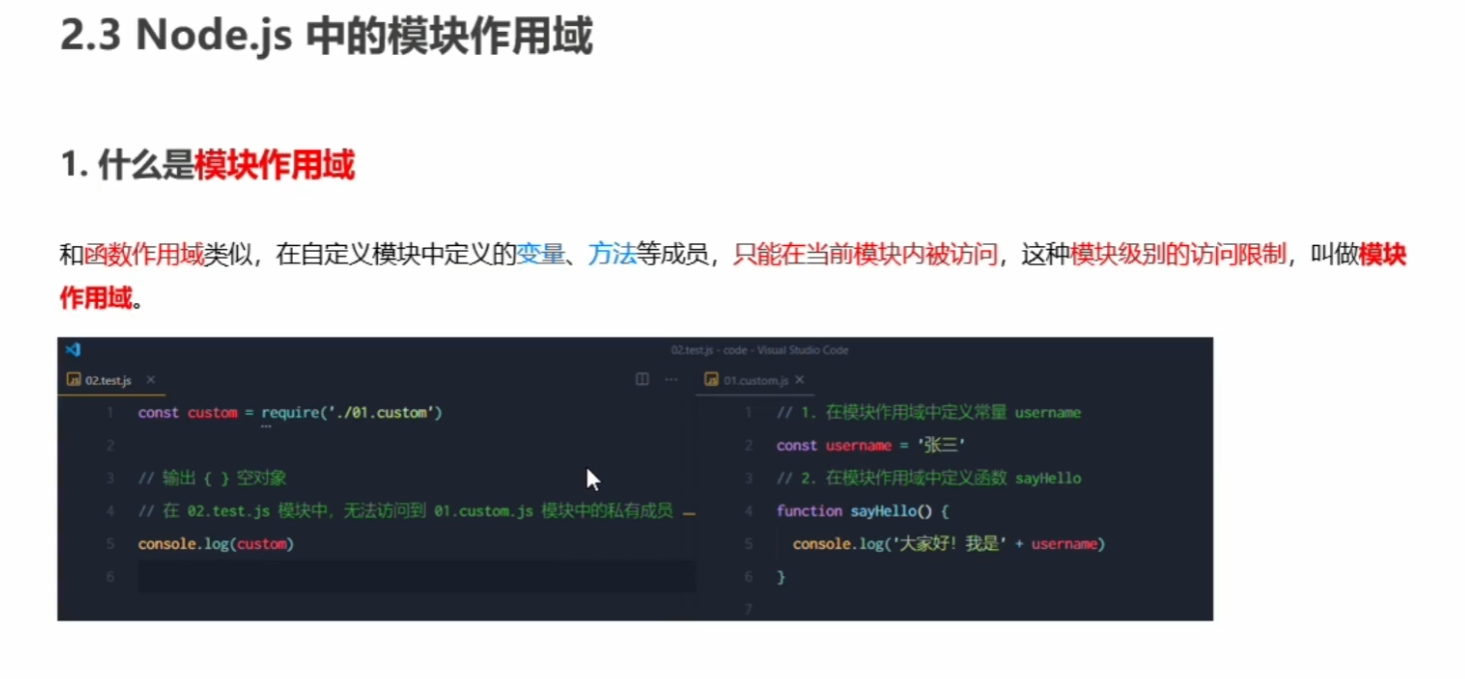 2.3 Node.js 中的模块作用域
1. 什么是模块作用域
和函数作用域类似，在自定义模块中定义的变量、方法等成员，只能在当前模块内被访问，这种模块级别的访问限制，叫做模块
作用域。
02.test.js - code - Visual Studio Code
02.test.js
01.custom.js
1 const custom = require('./01.custom')
2
3 // 输出 { } 空对象
4 // 在 02.test.js 模块中，无法访问到 01.custom.js 模块中的私有成员
5 console.log(custom)
6
1 // 1. 在模块作用域中定义常量 username
2 const username = '张三'
3 // 2. 在模块作用域中定义函数 sayHello
4 function sayHello() {
5 console.log('大家好！我是' + username)
6 }
7